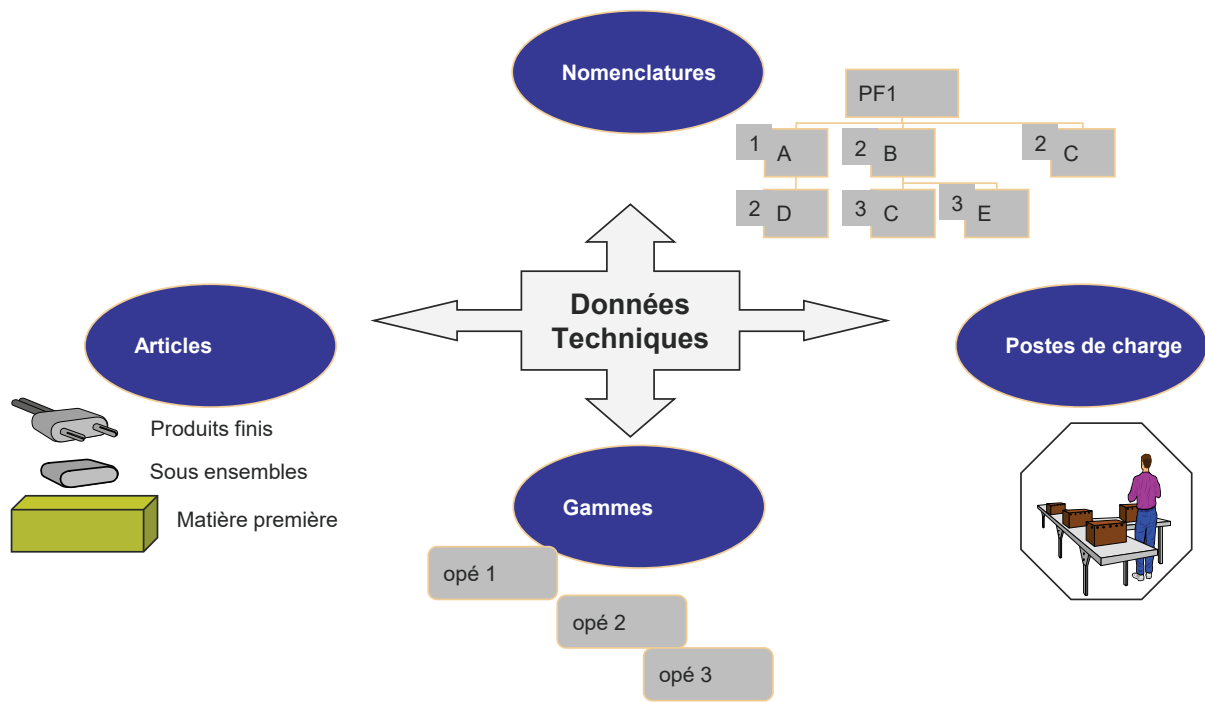 Nomenclatures
PF1
1 A
2 B
2 C
2 D
3 C
3 E
Données
Techniques
Articles
Produits finis
Sous ensembles
Matière première
Postes de charge
Gammes
opé 1
opé 2
opé 3